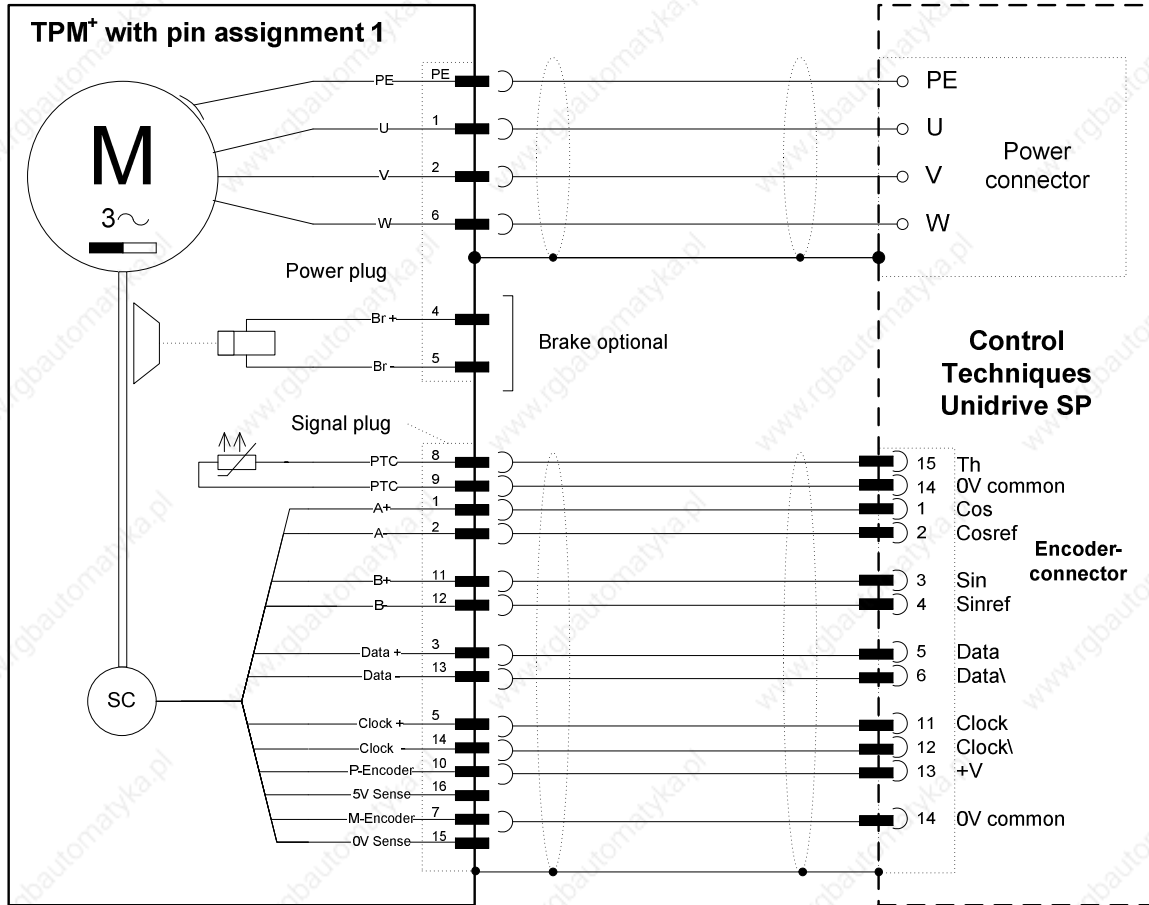 TPM+ with pin assignment 1
PE PE PE
M U 1 U
Power
V 2 V
connector
3 W 6 W
Power plug
Br + 4
Brake optional
Br - 5
Control
Techniques
Unidrive SP
Signal plug
PTC 8 15 Th
PTC 9 14 0V common
A+ 1 1 Cos
A- 2 2 Cosref
Encoder-
connector
B+ 11 3 Sin
B- 12 4 Sinref
Data + 3 5 Data
Data - 13 6 Data\
SC
Clock + 5 11 Clock
Clock - 14 12 Clock\
P-Encoder 10 13 +V
5V Sense 16
M-Encoder 7 14 0V common
0V Sense 15
www.rgbautomatyka.pl